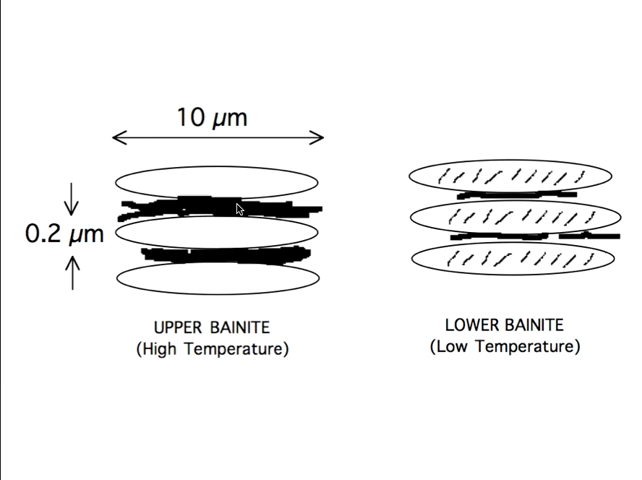 10 µm
0.2 µm
UPPER BAINITE
(High Temperature)
LOWER BAINITE
(Low Temperature)